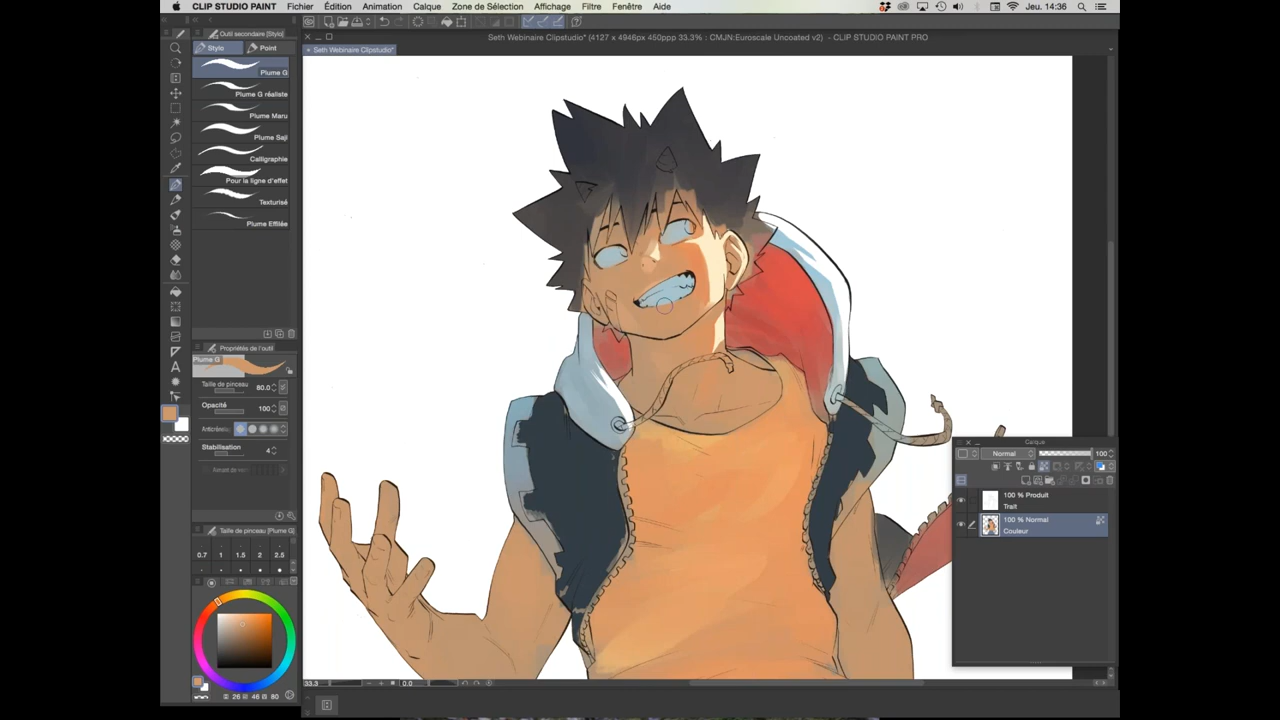 CLIP STUDIO PAINT Fichier Édition Animation Calque Zone de Sélection Affichage Filtre Fenêtre Aide Jeu. 14:36
Seth Webinaire Clipstudio* (4127 x 4946px 450ppp 33.3% : CMJN:Euroscale Uncoated v2) - CLIP STUDIO PAINT PRO
Seth Webinaire Clipstudio*
Outil secondaire [Stylo]
Stylo Point
Plume G
Plume G réaliste
Plume Maru
Plume Saji
Calligraphie
Pour la ligne d'effet
Texturisé
Plume Effilée
Propriétés de l'outil
Plume G
Taille de pinceau 80.0
Opacité 100
Stabilisation 4
Taille de pinceau [Plume G]
0.7 1 1.5 2 2.5
26 46 80
33.3 0.0
Calque
Normal 100
100 % Produit
Trait
100 % Normal
Couleur